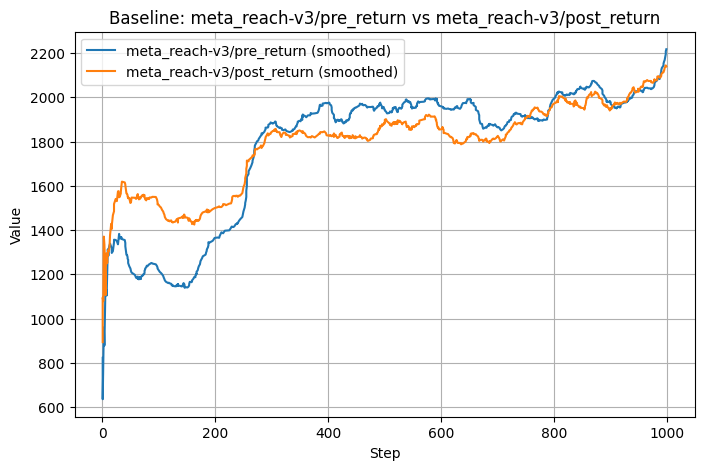 Baseline: meta_reach-v3/pre_return vs meta_reach-v3/post_return
meta_reach-v3/pre_return (smoothed)
meta_reach-v3/post_return (smoothed)
Value
2200
2000
1800
1600
1400
1200
1000
800
600
0 200 400 600 800 1000
Step